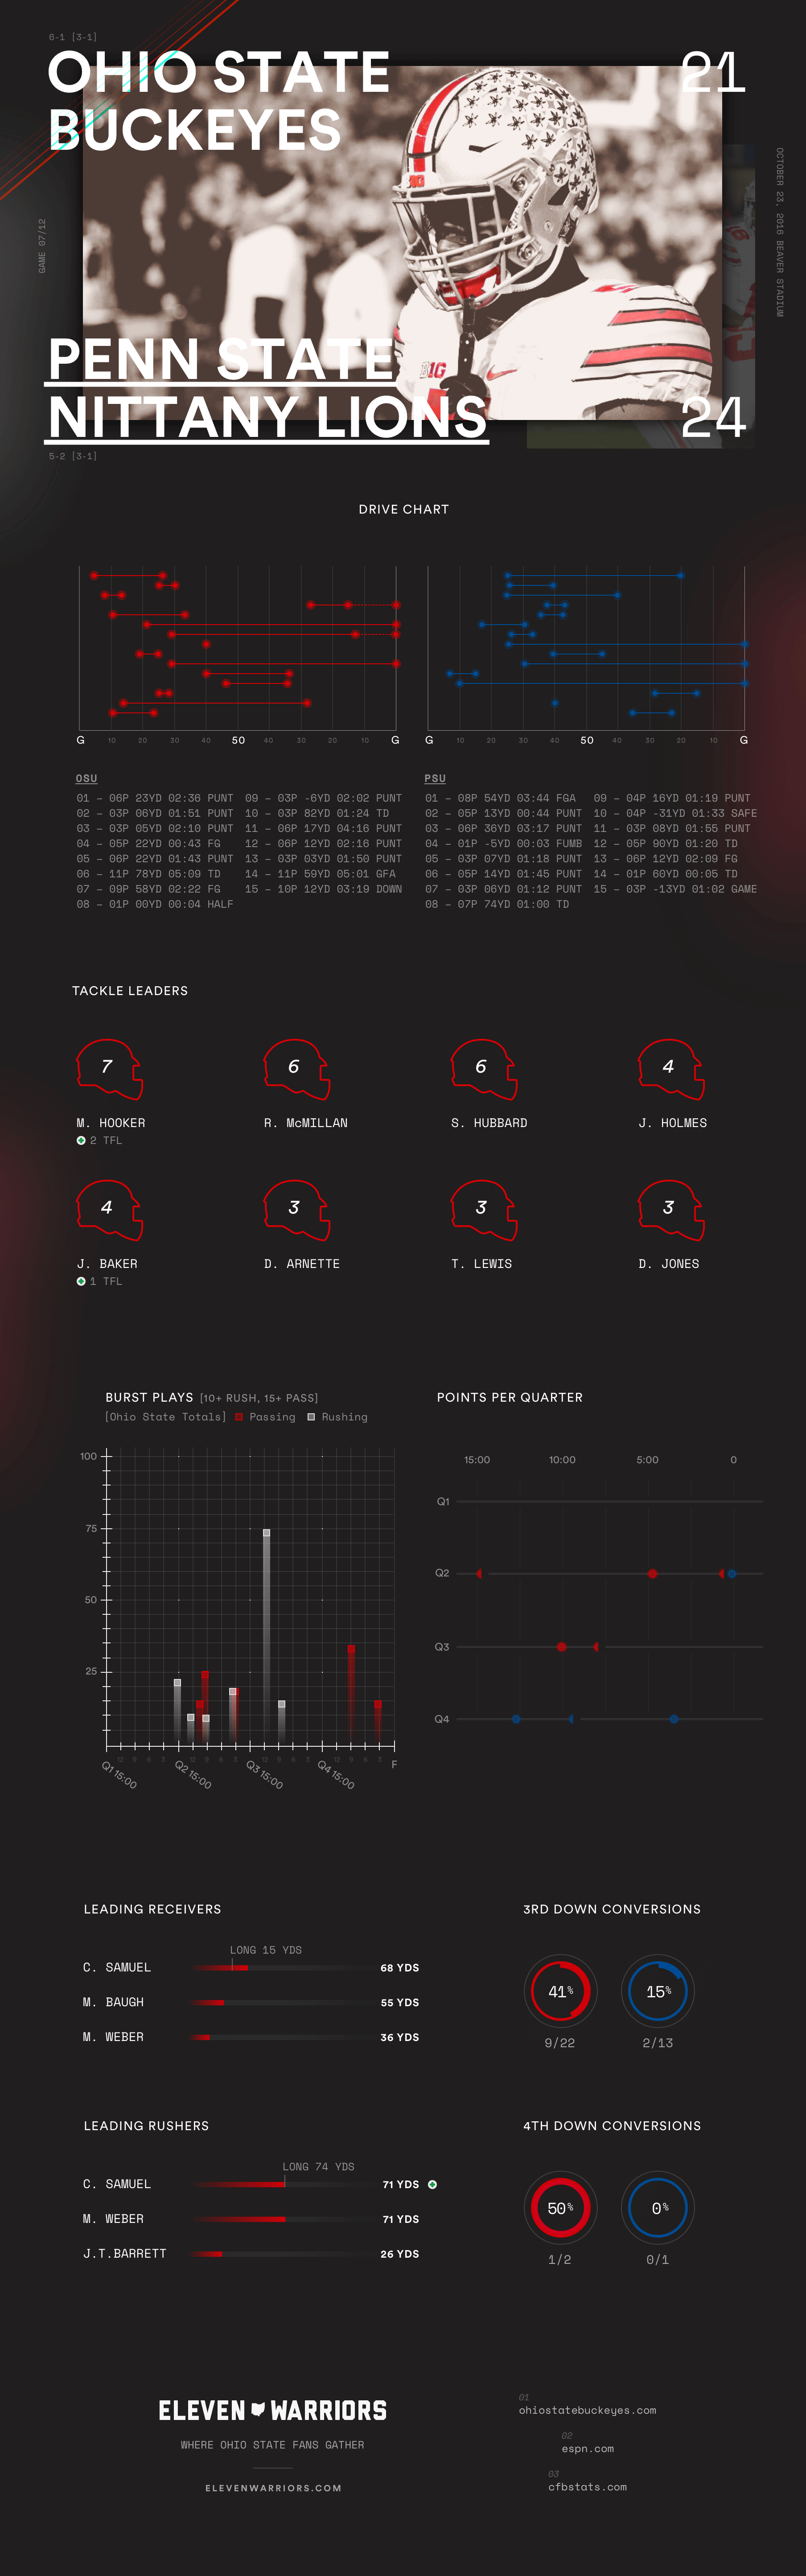 6-1 [3-1]
OHIO STATE
BUCKEYES
21
GAME 07/12
OCTOBER 23, 2016 BEAVER STADIUM
PENN STATE
NITTANY LIONS
24
5-2 [3-1]
DRIVE CHART
G 10 20 30 40 50 40 30 20 10 G
G 10 20 30 40 50 40 30 20 10 G
OSU
01 – 06P 23YD 02:36 PUNT
02 – 03P 06YD 01:51 PUNT
03 – 03P 05YD 02:10 PUNT
04 – 05P 22YD 00:43 FG
05 – 06P 22YD 01:43 PUNT
06 – 11P 78YD 05:09 TD
07 – 09P 58YD 02:22 FG
08 – 01P 00YD 00:04 HALF
09 – 03P -6YD 02:02 PUNT
10 – 03P 82YD 01:24 TD
11 – 06P 17YD 04:16 PUNT
12 – 06P 12YD 02:16 PUNT
13 – 03P 03YD 01:50 PUNT
14 – 11P 59YD 05:01 GFA
15 – 10P 12YD 03:19 DOWN
PSU
01 – 08P 54YD 03:44 FGA
02 – 05P 13YD 00:44 PUNT
03 – 06P 36YD 03:17 PUNT
04 – 01P -5YD 00:03 FUMB
05 – 03P 07YD 01:18 PUNT
06 – 05P 14YD 01:45 PUNT
07 – 03P 06YD 01:12 PUNT
08 – 07P 74YD 01:00 TD
09 – 04P 16YD 01:19 PUNT
10 – 04P -31YD 01:33 SAFE
11 – 03P 08YD 01:55 PUNT
12 – 05P 90YD 01:20 TD
13 – 06P 12YD 02:09 FG
14 – 01P 60YD 00:05 TD
15 – 03P -13YD 01:02 GAME
TACKLE LEADERS
7
6
6
4
M. HOOKER
R. McMILLAN
S. HUBBARD
J. HOLMES
2 TFL
4
3
3
3
J. BAKER
D. ARNETTE
T. LEWIS
D. JONES
1 TFL
BURST PLAYS [10+ RUSH, 15+ PASS]
[Ohio State Totals] Passing Rushing
100
75
50
25
12 9 6 3 12 9 6 3 12 9 6 3 12 9 6 3
Q1 15:00 Q2 15:00 Q3 15:00 Q4 15:00 F
POINTS PER QUARTER
15:00 10:00 5:00 0
Q1
Q2
Q3
Q4
LEADING RECEIVERS
LONG 15 YDS
C. SAMUEL 68 YDS
M. BAUGH 55 YDS
M. WEBER 36 YDS
3RD DOWN CONVERSIONS
41% 15%
9/22 2/13
LEADING RUSHERS
LONG 74 YDS
C. SAMUEL 71 YDS
M. WEBER 71 YDS
J.T.BARRETT 26 YDS
4TH DOWN CONVERSIONS
50% 0%
1/2 0/1
ELEVEN WARRIORS
WHERE OHIO STATE FANS GATHER
ELEVENWARRIORS.COM
01
ohiostatebuckeyes.com
02
espn.com
03
cfbstats.com